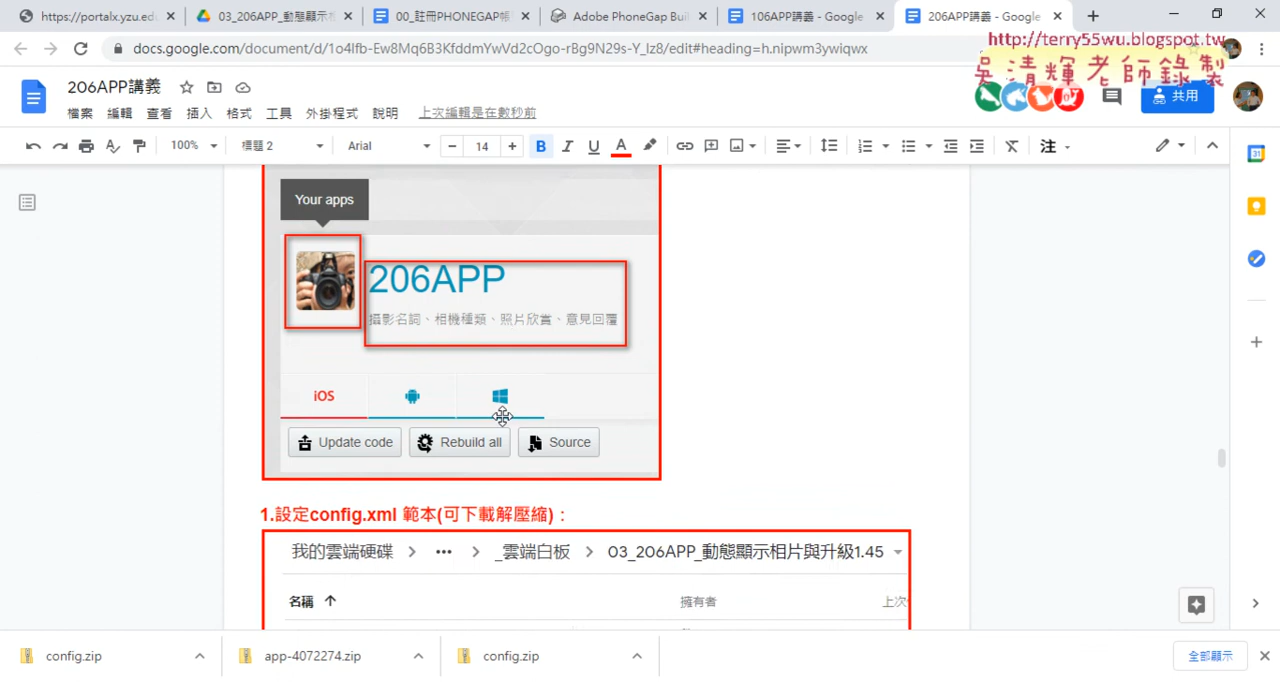 https://portalx.yzu.ed
03_206APP_動態顯示相
00_註冊PHONEGAP帳
Adobe PhoneGap Buil
106APP講義 - Google
206APP講義 - Google
docs.google.com/document/d/1o4lfb-Ew8Mq6B3KfddmYwVd2cOgo-rBg9N29s-Y_Iz8/edit#heading=h.nipwm3ywiqwx
http://terry55wu.blogspot.tw
吳清輝老師錄製
206APP講義
檔案 編輯 查看 插入 格式 工具 外掛程式 說明 上次編輯是在數秒前
共用
100% 標題 2 Arial 14 B I U A 注
31
Your apps
206APP
攝影名詞、相機種類、照片欣賞、意見回覆
iOS
Update code Rebuild all Source
1.設定config.xml 範本(可下載解壓縮)：
我的雲端硬碟 > ••• > _雲端白板 > 03_206APP_動態顯示相片與升級1.45
名稱 ↑ 擁有者 上次
config.zip app-4072274.zip config.zip 全部顯示